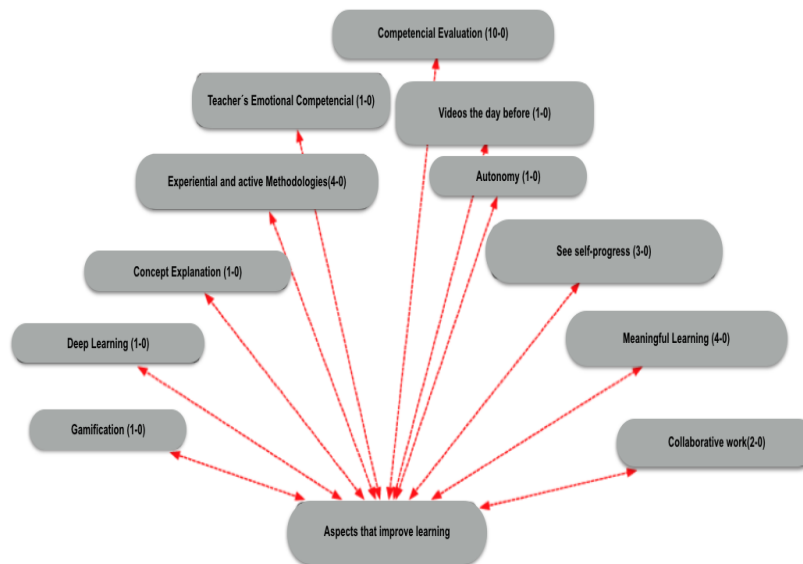 Competencial Evaluation (10-0)
Teacher´s Emotional Competencial (1-0)
Videos the day before (1-0)
Experiential and active Methodologies(4-0)
Autonomy (1-0)
See self-progress (3-0)
Concept Explanation (1-0)
Meaningful Learning (4-0)
Deep Learning (1-0)
Gamification (1-0)
Collaborative work(2-0)
Aspects that improve learning